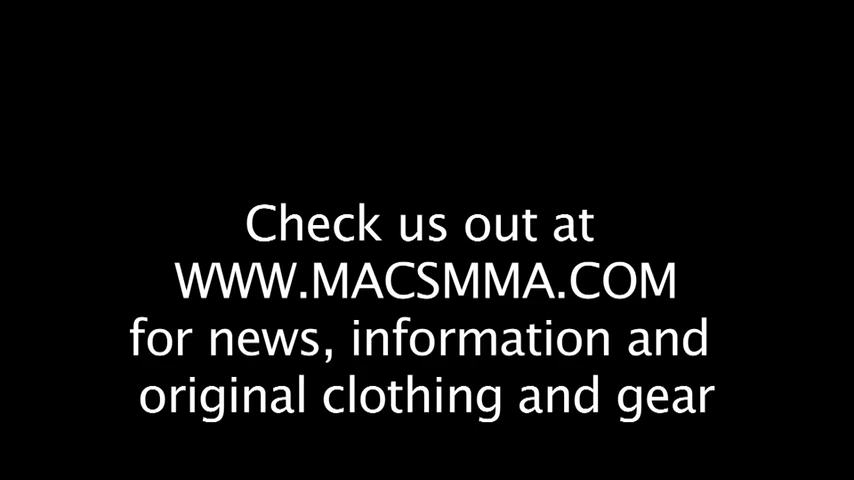 Check us out at
WWW.MACSMMA.COM
for news, information and
original clothing and gear